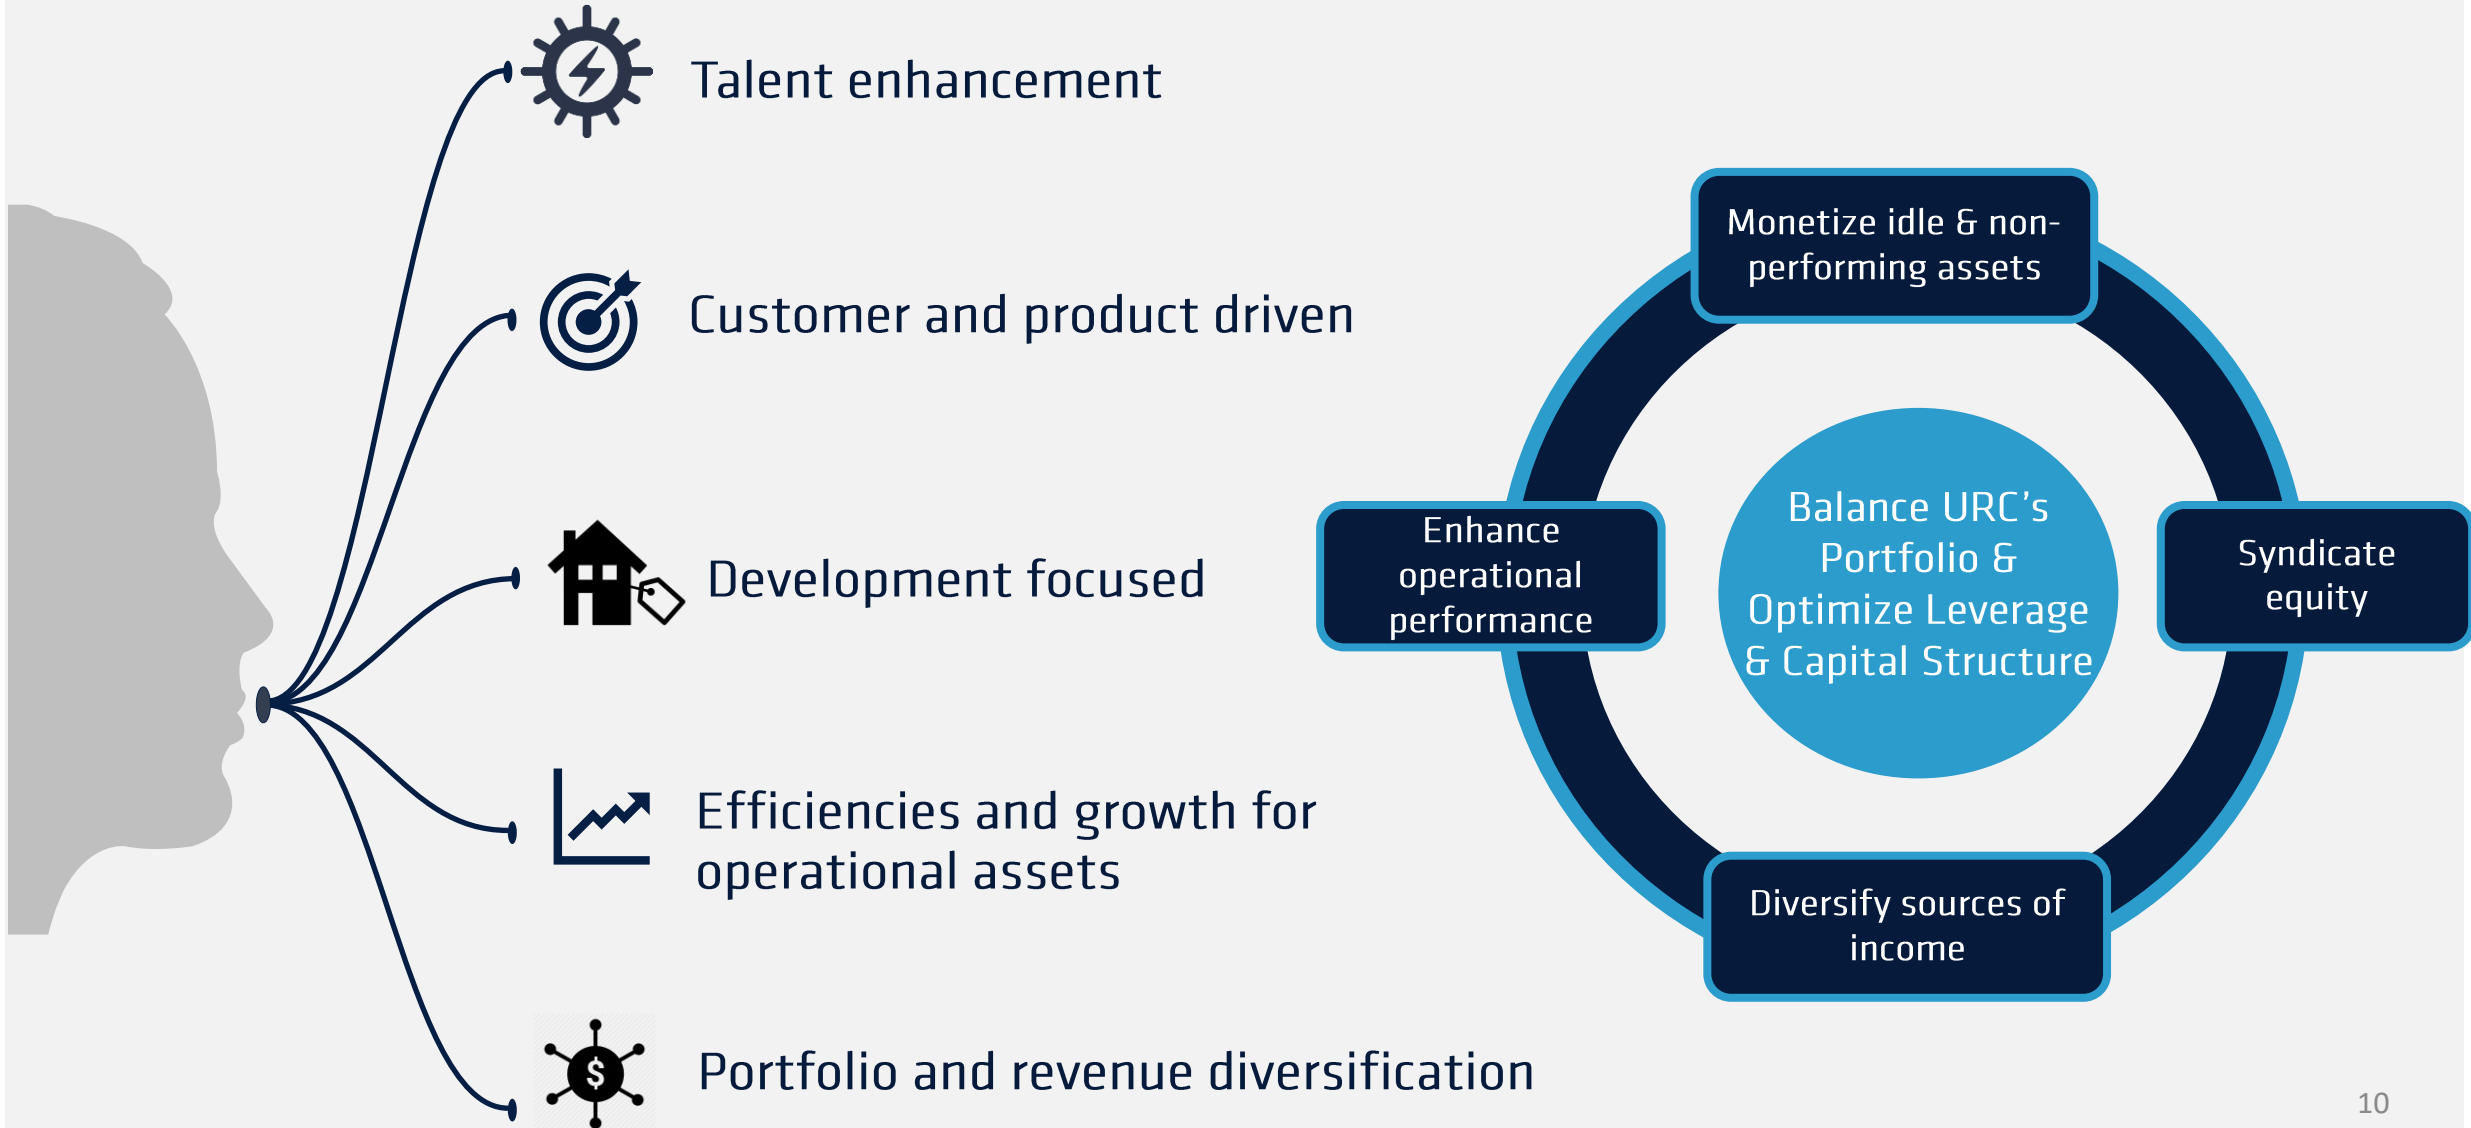 Talent enhancement
Customer and product driven
Development focused
Efficiencies and growth for
operational assets
Portfolio and revenue diversification
Monetize idle & non-
performing assets
Enhance
operational
performance
Balance URC’s
Portfolio &
Optimize Leverage
& Capital Structure
Syndicate
equity
Diversify sources of
income
$
10